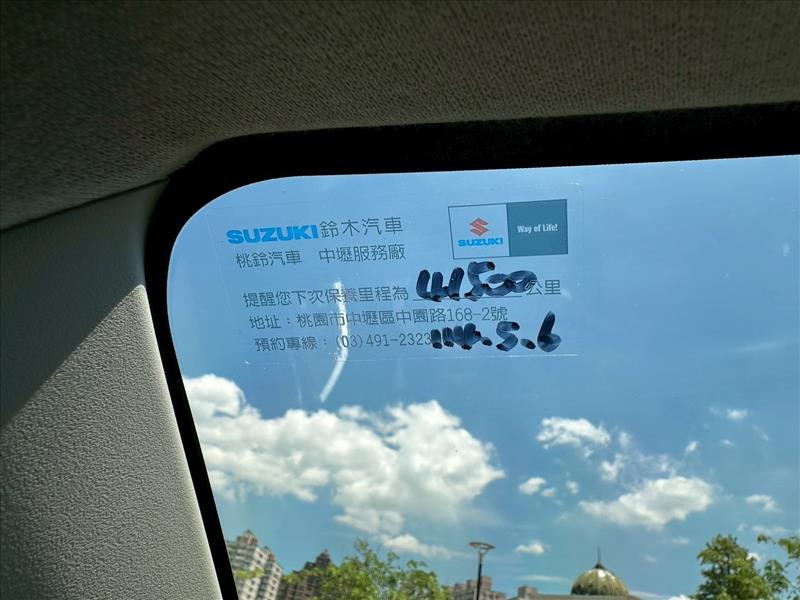 SUZUKI鈴木汽車
SUZUKI
Way of Life!
桃鈴汽車 中壢服務廠
提醒您下次保養里程為 44500 公里
地址：桃園市中壢區中園路168-2號
預約專線：(03)491-2323
114.5.6